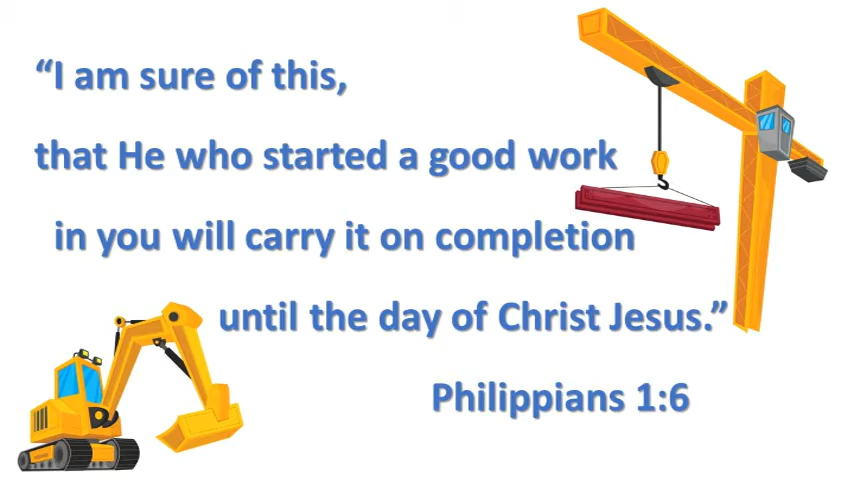 “I am sure of this,
that He who started a good work
in you will carry it on completion
until the day of Christ Jesus.”
Philippians 1:6